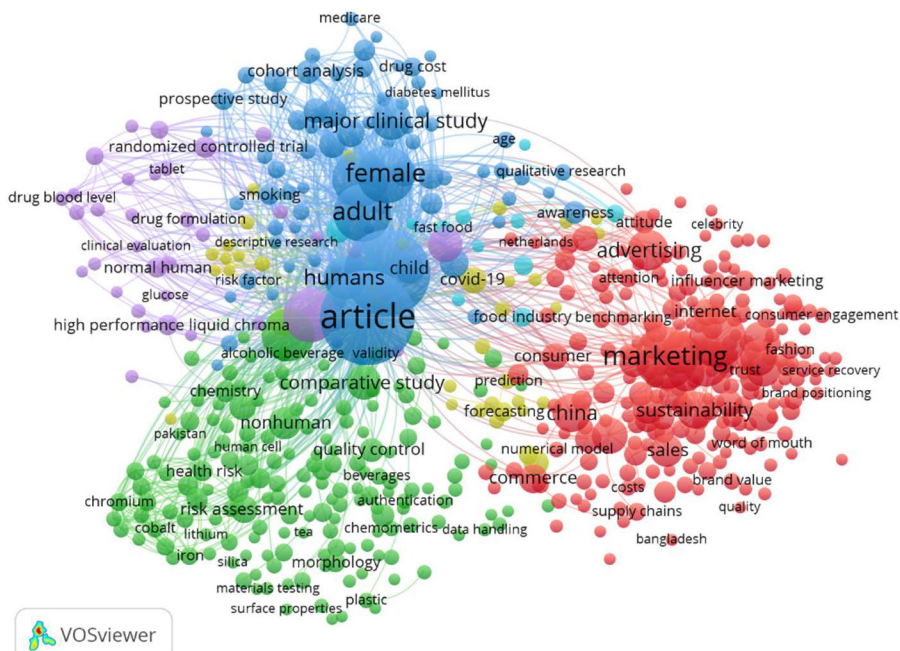 medicare
cohort analysis
drug cost
diabetes mellitus
prospective study
major clinical study
randomized controlled trial
age
tablet
female
qualitative research
drug blood level
smoking
adult
awareness
drug formulation
fast food
attitude
celebrity
clinical evaluation
descriptive research
netherlands
advertising
normal human
risk factor
humans
child
covid-19
attention
influencer marketing
glucose
high performance liquid chroma
article
food industry
benchmarking
internet
consumer engagement
alcoholic beverage
validity
consumer
marketing
fashion
trust
service recovery
chemistry
comparative study
prediction
brand positioning
forecasting
china
sustainability
pakistan
nonhuman
human cell
quality control
numerical model
sales
word of mouth
health risk
beverages
commerce
costs
brand value
chromium
risk assessment
authentication
supply chains
quality
cobalt
lithium
tea
chemometrics
data handling
bangladesh
iron
silica
morphology
materials testing
plastic
surface properties
VOSviewer